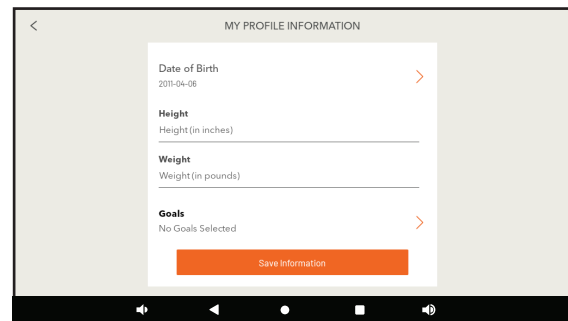 MY PROFILE INFORMATION
Date of Birth
2011-04-06
Height
Height (in inches)
Weight
Weight (in pounds)
Goals
No Goals Selected
Save Information